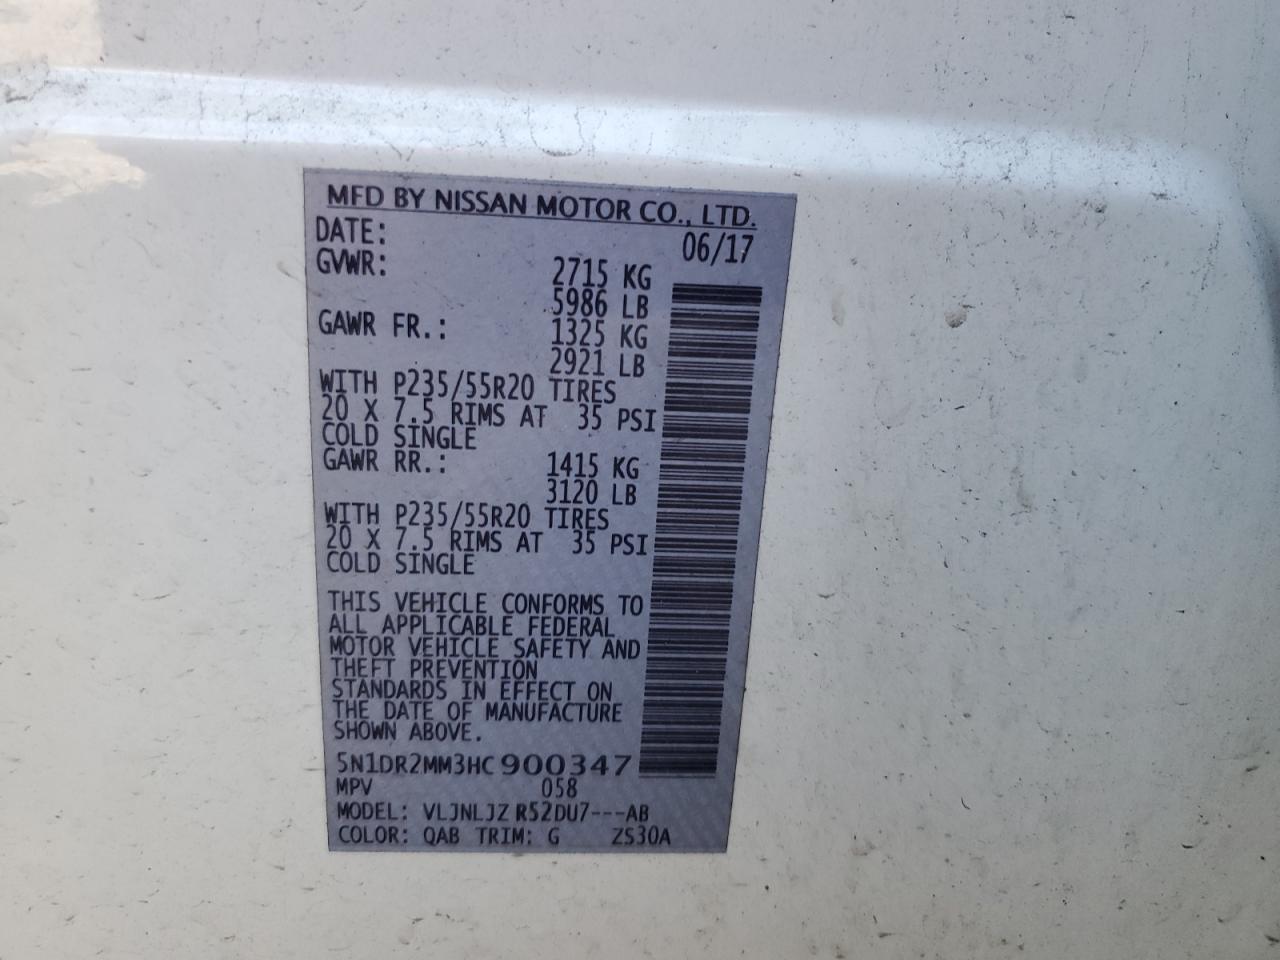 MFD BY NISSAN MOTOR CO., LTD.
DATE: 06/17
GVWR: 2715 KG
5986 LB
GAWR FR.: 1325 KG
2921 LB
WITH P235/55R20 TIRES
20 X 7.5 RIMS AT 35 PSI
COLD SINGLE
GAWR RR.: 1415 KG
3120 LB
WITH P235/55R20 TIRES
20 X 7.5 RIMS AT 35 PSI
COLD SINGLE
THIS VEHICLE CONFORMS TO
ALL APPLICABLE FEDERAL
MOTOR VEHICLE SAFETY AND
THEFT PREVENTION
STANDARDS IN EFFECT ON
THE DATE OF MANUFACTURE
SHOWN ABOVE.
5N1DR2MM3HC900347
MPV 058
MODEL: VLJNLJZ R52DU7---AB
COLOR: QAB TRIM: G ZS30A